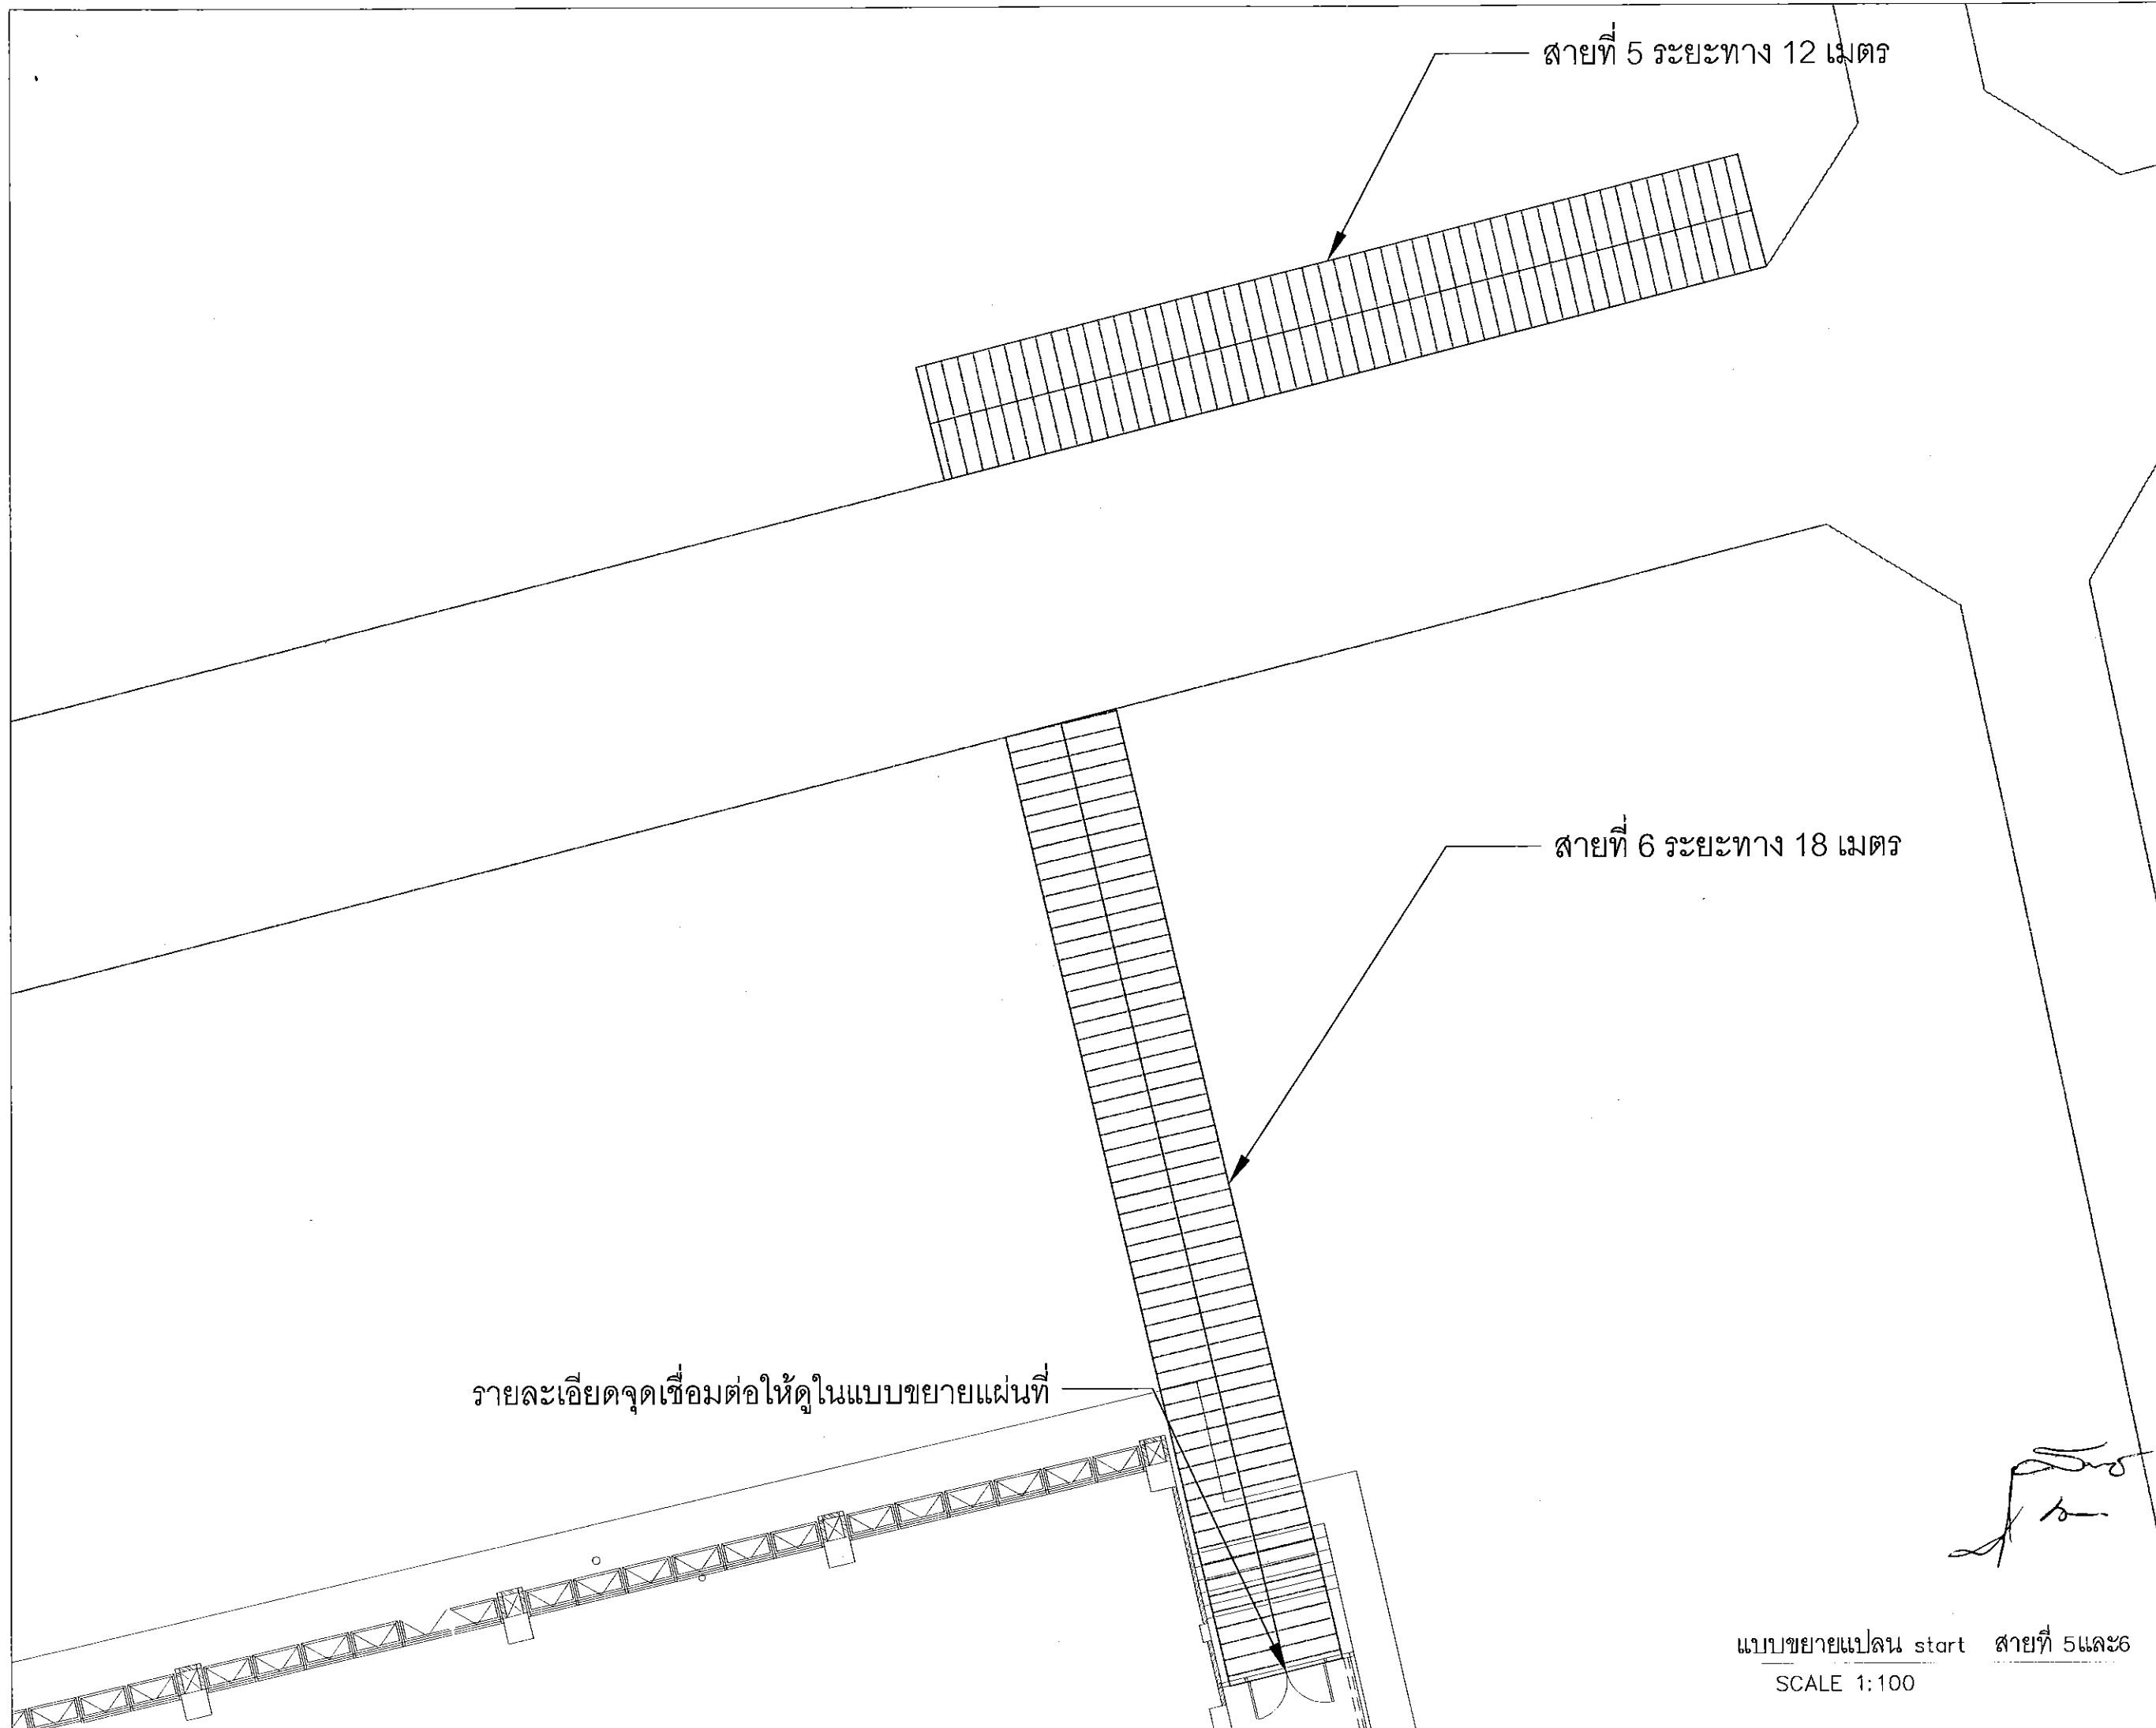 สายที่ 5 ระยะทาง 12 เมตร
สายที่ 6 ระยะทาง 18 เมตร
รายละเอียดจุดเชื่อมต่อให้ดูในแบบขยายแผ่นที่
แบบขยายแปลน start สายที่ 5และ6
SCALE 1:100